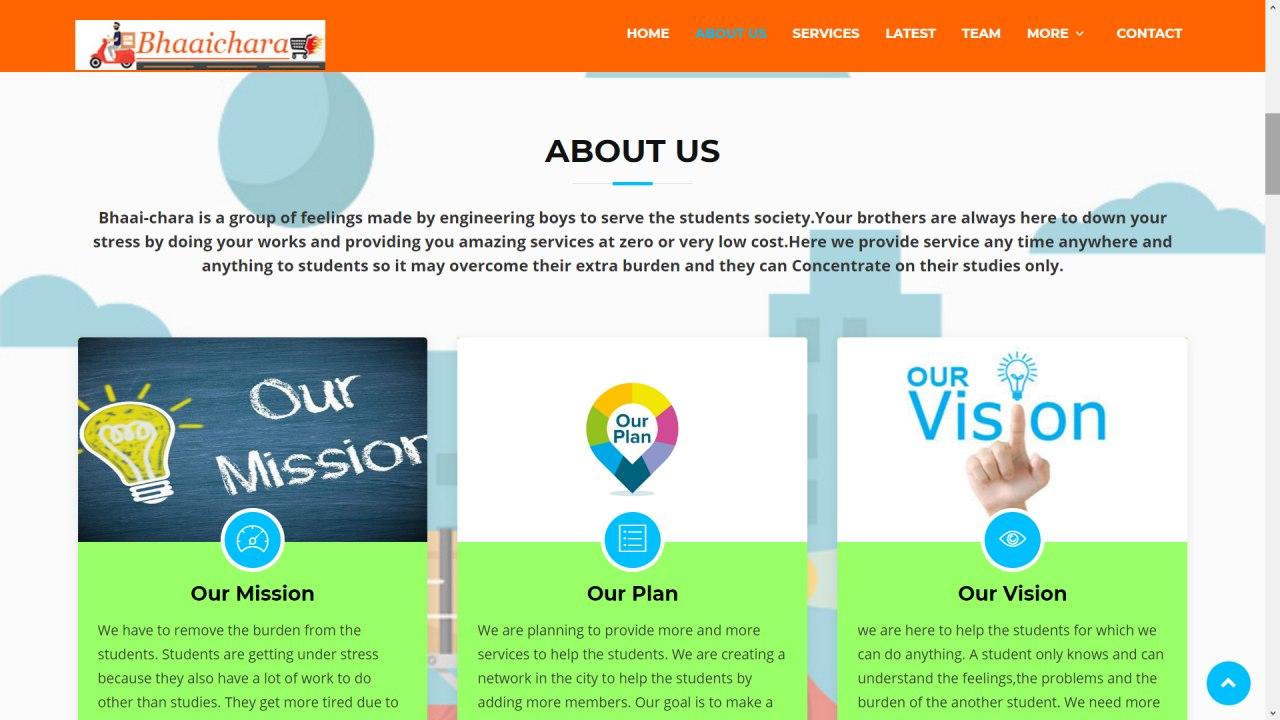 Bhaaichara
HOME ABOUT US SERVICES LATEST TEAM MORE CONTACT
ABOUT US
Bhaai-chara is a group of feelings made by engineering boys to serve the students society.Your brothers are always here to down your
stress by doing your works and providing you amazing services at zero or very low cost.Here we provide service any time anywhere and
anything to students so it may overcome their extra burden and they can Concentrate on their studies only.
Our
Mission
Our Mission
We have to remove the burden from the
students. Students are getting under stress
because they also have a lot of work to do
other than studies. They get more tired due to
Our
Plan
Our Plan
We are planning to provide more and more
services to help the students. We are creating a
network in the city to help the students by
adding more members. Our goal is to make a
OUR
Vision
Our Vision
we are here to help the students for which we
can do anything. A student only knows and can
understand the feelings,the problems and the
burden of the another student. We need more